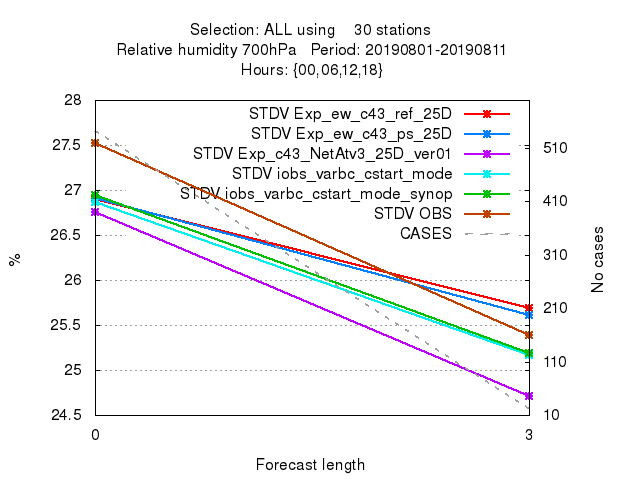 Selection: ALL using    30 stations
Relative humidity 700hPa   Period: 20190801-20190811
Hours: {00,06,12,18}
28
27.5
27
26.5
26
25.5
25
24.5
%
STDV Exp_ew_c43_ref_25D
STDV Exp_ew_c43_ps_25D
STDV Exp_c43_NetAtv3_25D_ver01
STDV iobs_varbc_cstart_mode
STDV iobs_varbc_cstart_mode_synop
STDV OBS
CASES
510
410
310
210
110
10
No cases
0
3
Forecast length